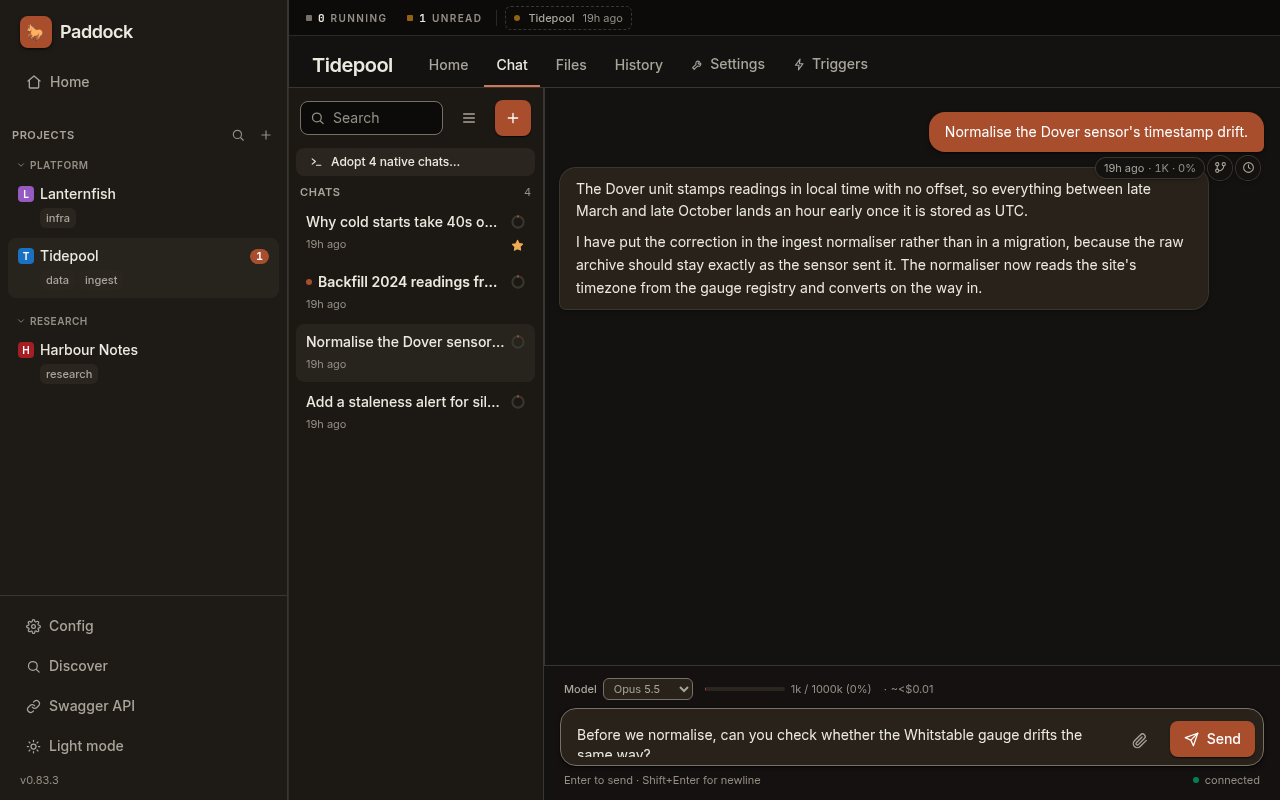 Paddock
Home
PROJECTS
PLATFORM
L Lanternfish
infra
T Tidepool 1
data ingest
RESEARCH
H Harbour Notes
research
Config
Discover
Swagger API
Light mode
v0.83.3
0 RUNNING 1 UNREAD Tidepool 19h ago
Tidepool Home Chat Files History Settings Triggers
Search
Adopt 4 native chats...
CHATS 4
Why cold starts take 40s o...
19h ago
Backfill 2024 readings fr...
19h ago
Normalise the Dover sensor...
19h ago
Add a staleness alert for sil...
19h ago
Normalise the Dover sensor's timestamp drift.
19h ago · 1K · 0%
The Dover unit stamps readings in local time with no offset, so everything between late
March and late October lands an hour early once it is stored as UTC.
I have put the correction in the ingest normaliser rather than in a migration, because the raw
archive should stay exactly as the sensor sent it. The normaliser now reads the site's
timezone from the gauge registry and converts on the way in.
Model Opus 5.5 1k / 1000k (0%) · ~<$0.01
Before we normalise, can you check whether the Whitstable gauge drifts the
same way?
Send
Enter to send · Shift+Enter for newline
connected